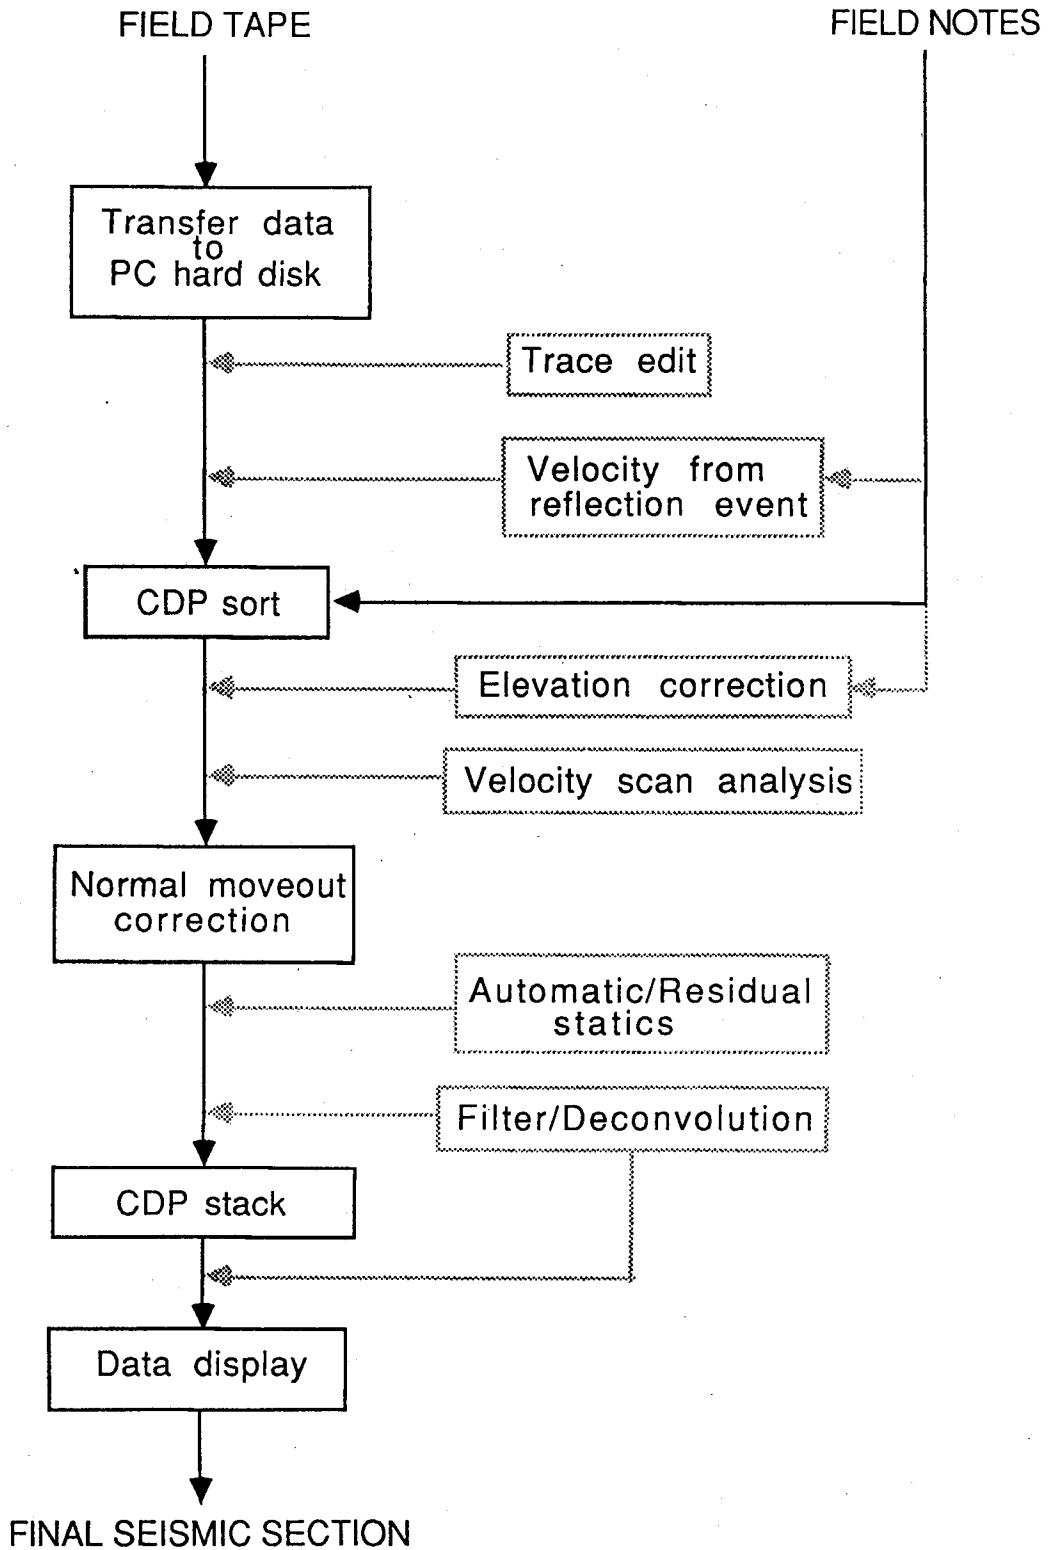 FIELD TAPE
FIELD NOTES
Transfer data
to
PC hard disk
Trace edit
Velocity from
reflection event
CDP sort
Elevation correction
Velocity scan analysis
Normal moveout
correction
Automatic/Residual
statics
Filter/Deconvolution
CDP stack
Data display
FINAL SEISMIC SECTION